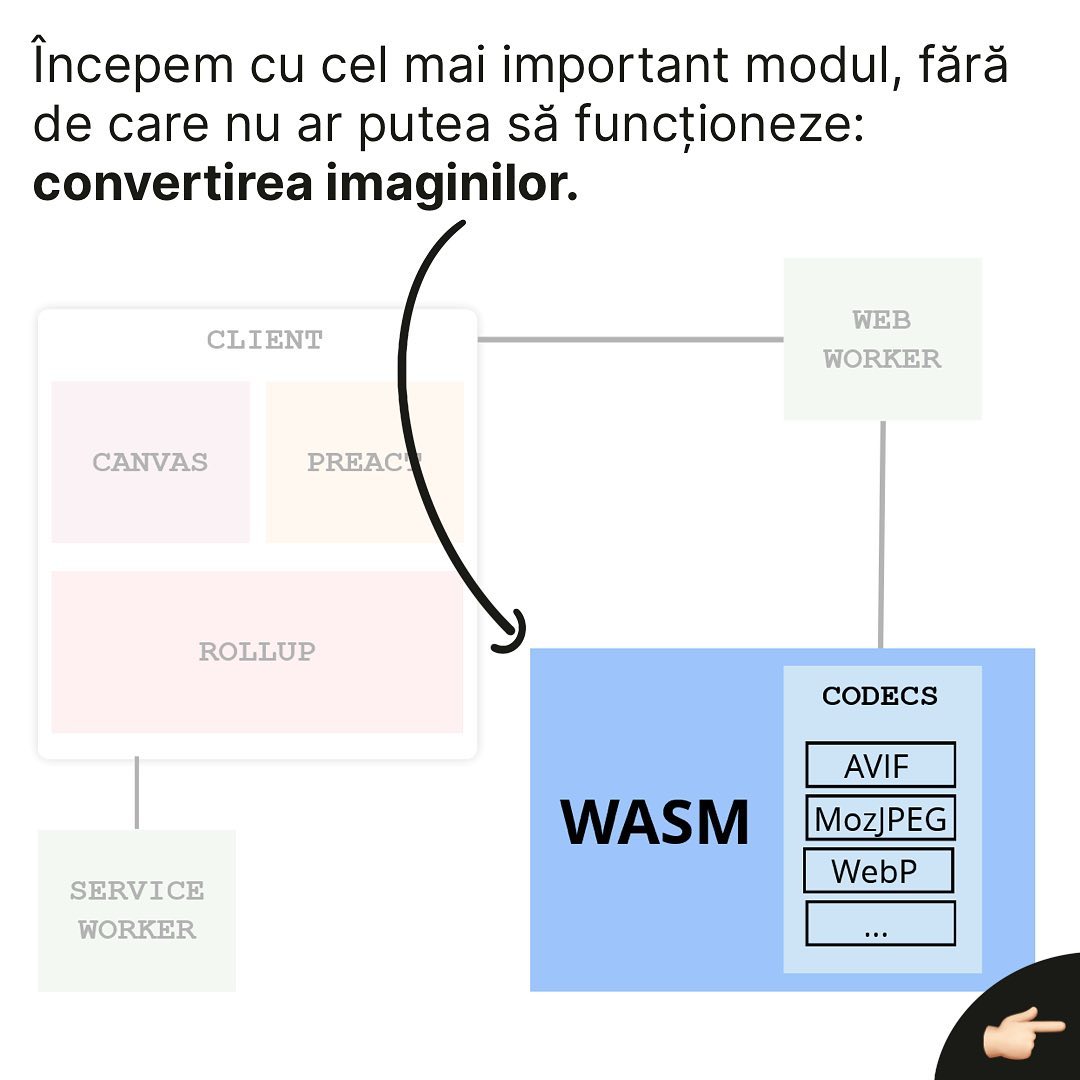 Începem cu cel mai important modul, fără
de care nu ar putea să funcționeze:
convertirea imaginilor.
CLIENT
CANVAS
PREACT
ROLLUP
WEB
WORKER
SERVICE
WORKER
WASM
CODECS
AVIF
MozJPEG
WebP
...